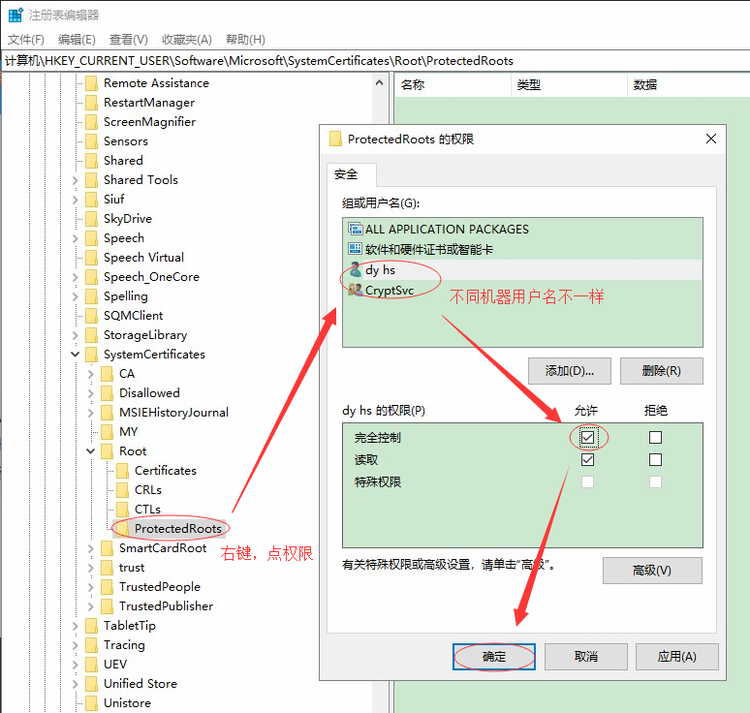 注册表编辑器
文件(F) 编辑(E) 查看(V) 收藏夹(A) 帮助(H)
计算机\HKEY_CURRENT_USER\Software\Microsoft\SystemCertificates\Root\ProtectedRoots
Remote Assistance
RestartManager
ScreenMagnifier
Sensors
Shared
Shared Tools
Siuf
SkyDrive
Speech
Speech Virtual
Speech_OneCore
Spelling
SQMClient
StorageLibrary
SystemCertificates
CA
Disallowed
MSIEHistoryJournal
MY
Root
Certificates
CRLs
CTLs
ProtectedRoots
SmartCardRoot
trust
TrustedPeople
TrustedPublisher
TabletTip
Tracing
UEV
Unified Store
Unistore
右键，点权限
名称 类型 数据
ProtectedRoots 的权限
安全
组或用户名(G):
ALL APPLICATION PACKAGES
软件和硬件证书或智能卡
dy hs
CryptSvc
不同机器用户名不一样
添加(D)... 删除(R)
dy hs 的权限(P) 允许 拒绝
完全控制
读取
特殊权限
有关特殊权限或高级设置，请单击"高级"。
高级(V)
确定 取消 应用(A)